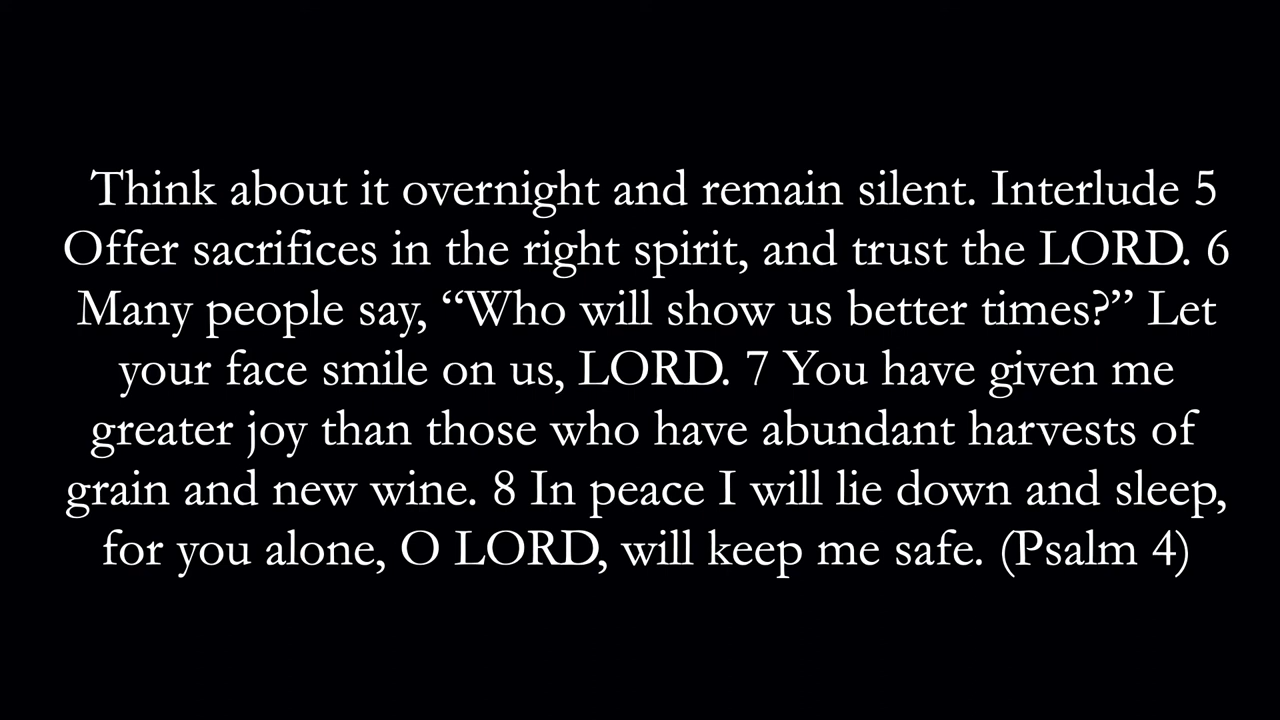 Think about it overnight and remain silent. Interlude 5
Offer sacrifices in the right spirit, and trust the LORD. 6
Many people say, “Who will show us better times?” Let
your face smile on us, LORD. 7 You have given me
greater joy than those who have abundant harvests of
grain and new wine. 8 In peace I will lie down and sleep,
for you alone, O LORD, will keep me safe. (Psalm 4)